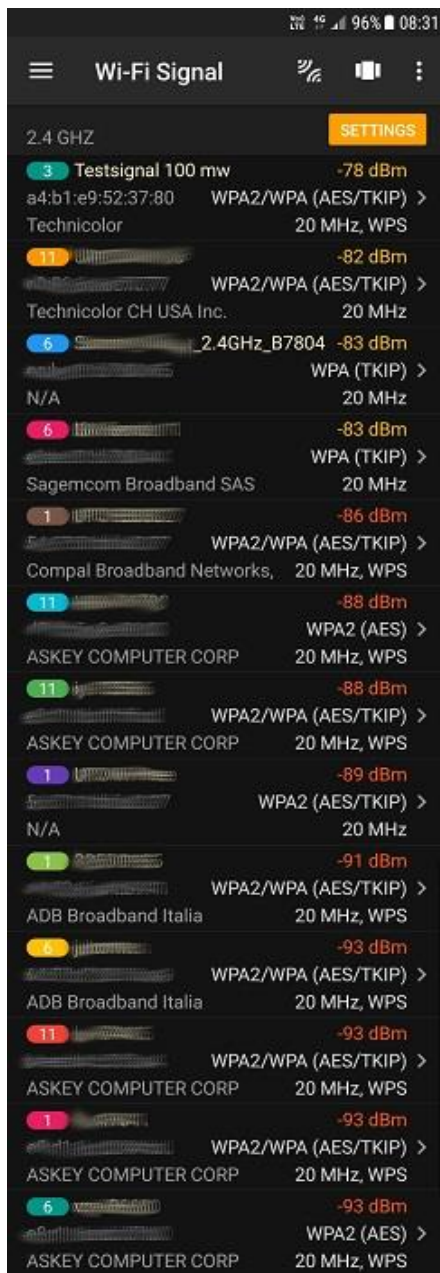 96% 08:31
Wi-Fi Signal
2.4 GHZ SETTINGS
3 Testsignal 100 mw -78 dBm
a4:b1:e9:52:37:80 WPA2/WPA (AES/TKIP) >
Technicolor 20 MHz, WPS
11 -82 dBm
WPA2/WPA (AES/TKIP) >
Technicolor CH USA Inc. 20 MHz
6 _2.4GHz_B7804 -83 dBm
WPA (TKIP) >
N/A 20 MHz
6 -83 dBm
WPA (TKIP) >
Sagemcom Broadband SAS 20 MHz
1 -86 dBm
WPA2/WPA (AES/TKIP) >
Compal Broadband Networks, 20 MHz, WPS
11 -88 dBm
WPA2 (AES) >
ASKEY COMPUTER CORP 20 MHz, WPS
11 -88 dBm
WPA2/WPA (AES/TKIP) >
ASKEY COMPUTER CORP 20 MHz, WPS
1 -89 dBm
WPA2 (AES/TKIP) >
N/A 20 MHz
1 -91 dBm
WPA2/WPA (AES/TKIP) >
ADB Broadband Italia 20 MHz, WPS
6 -93 dBm
WPA2/WPA (AES/TKIP) >
ADB Broadband Italia 20 MHz, WPS
11 -93 dBm
WPA2/WPA (AES/TKIP) >
ASKEY COMPUTER CORP 20 MHz, WPS
1 -93 dBm
WPA2/WPA (AES/TKIP) >
ASKEY COMPUTER CORP 20 MHz, WPS
6 -93 dBm
WPA2 (AES) >
ASKEY COMPUTER CORP 20 MHz, WPS